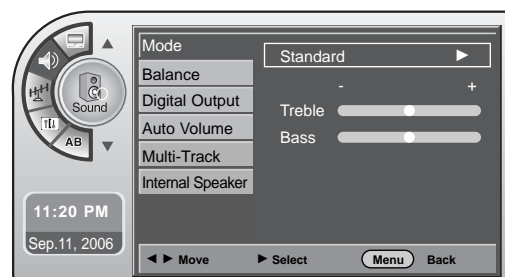 Sound
AB
11:20 PM
Sep.11, 2006
Mode
Balance
Digital Output
Auto Volume
Multi-Track
Internal Speaker
Standard ▶
- +
Treble
Bass
◀ ▶ Move ▶ Select Menu Back